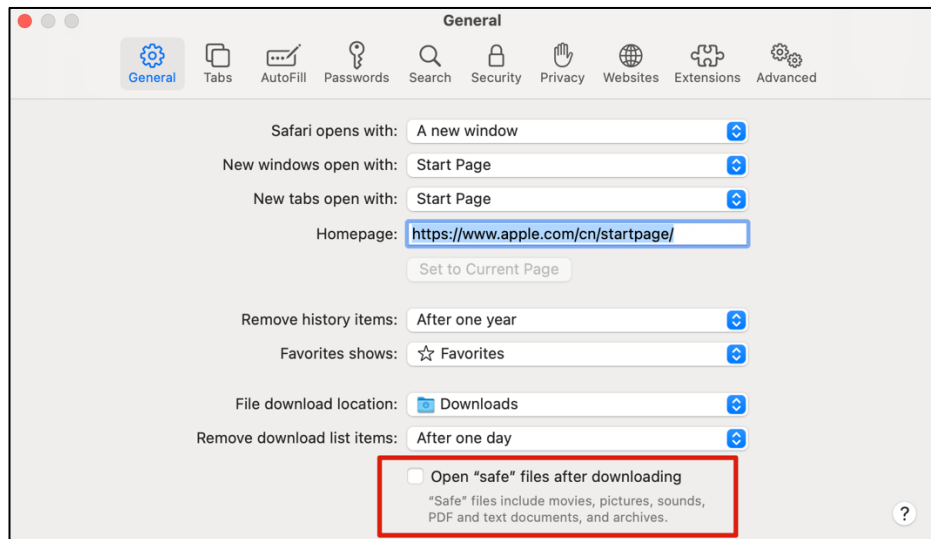 General
General Tabs AutoFill Passwords Search Security Privacy Websites Extensions Advanced
Safari opens with: A new window
New windows open with: Start Page
New tabs open with: Start Page
Homepage: https://www.apple.com/cn/startpage/
Set to Current Page
Remove history items: After one year
Favorites shows: Favorites
File download location: Downloads
Remove download list items: After one day
Open “safe” files after downloading
“Safe” files include movies, pictures, sounds,
PDF and text documents, and archives.
?